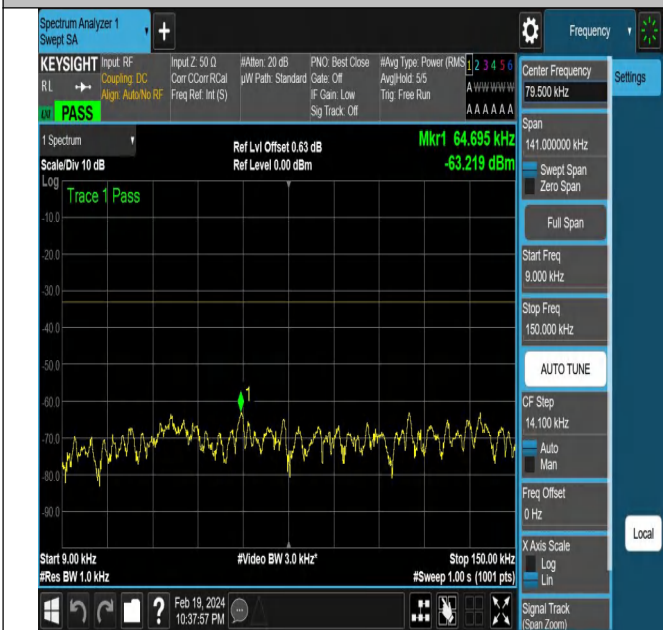 Spectrum Analyzer 1
Swept SA
+
Frequency
KEYSIGHT
RL
LXI
PASS
Input: RF
Coupling: DC
Align: Auto/No RF
Input Z: 50 Ω
Corr CCorr RCal
Freq Ref: Int (S)
#Atten: 20 dB
µW Path: Standard
PNO: Best Close
Gate: Off
IF Gain: Low
Sig Track: Off
#Avg Type: Power (RMS
Avg|Hold: 5/5
Trig: Free Run
1 2 3 4 5 6
A W W W W W
A A A A A A
Center Frequency
79.500 kHz
Settings
Span
141.000000 kHz
Swept Span
Zero Span
Full Span
Start Freq
9.000 kHz
Stop Freq
150.000 kHz
AUTO TUNE
CF Step
14.100 kHz
Auto
Man
Freq Offset
0 Hz
X Axis Scale
Log
Lin
Signal Track
(Span Zoom)
Local
1 Spectrum
Scale/Div 10 dB
Log
Ref Lvl Offset 0.63 dB
Ref Level 0.00 dBm
Mkr1 64.695 kHz
-63.219 dBm
Trace 1 Pass
-10.0
-20.0
-30.0
-40.0
-50.0
-60.0
-70.0
-80.0
-90.0
1
Start 9.00 kHz
#Res BW 1.0 kHz
#Video BW 3.0 kHz*
Stop 150.00 kHz
#Sweep 1.00 s (1001 pts)
?
Feb 19, 2024
10:37:57 PM